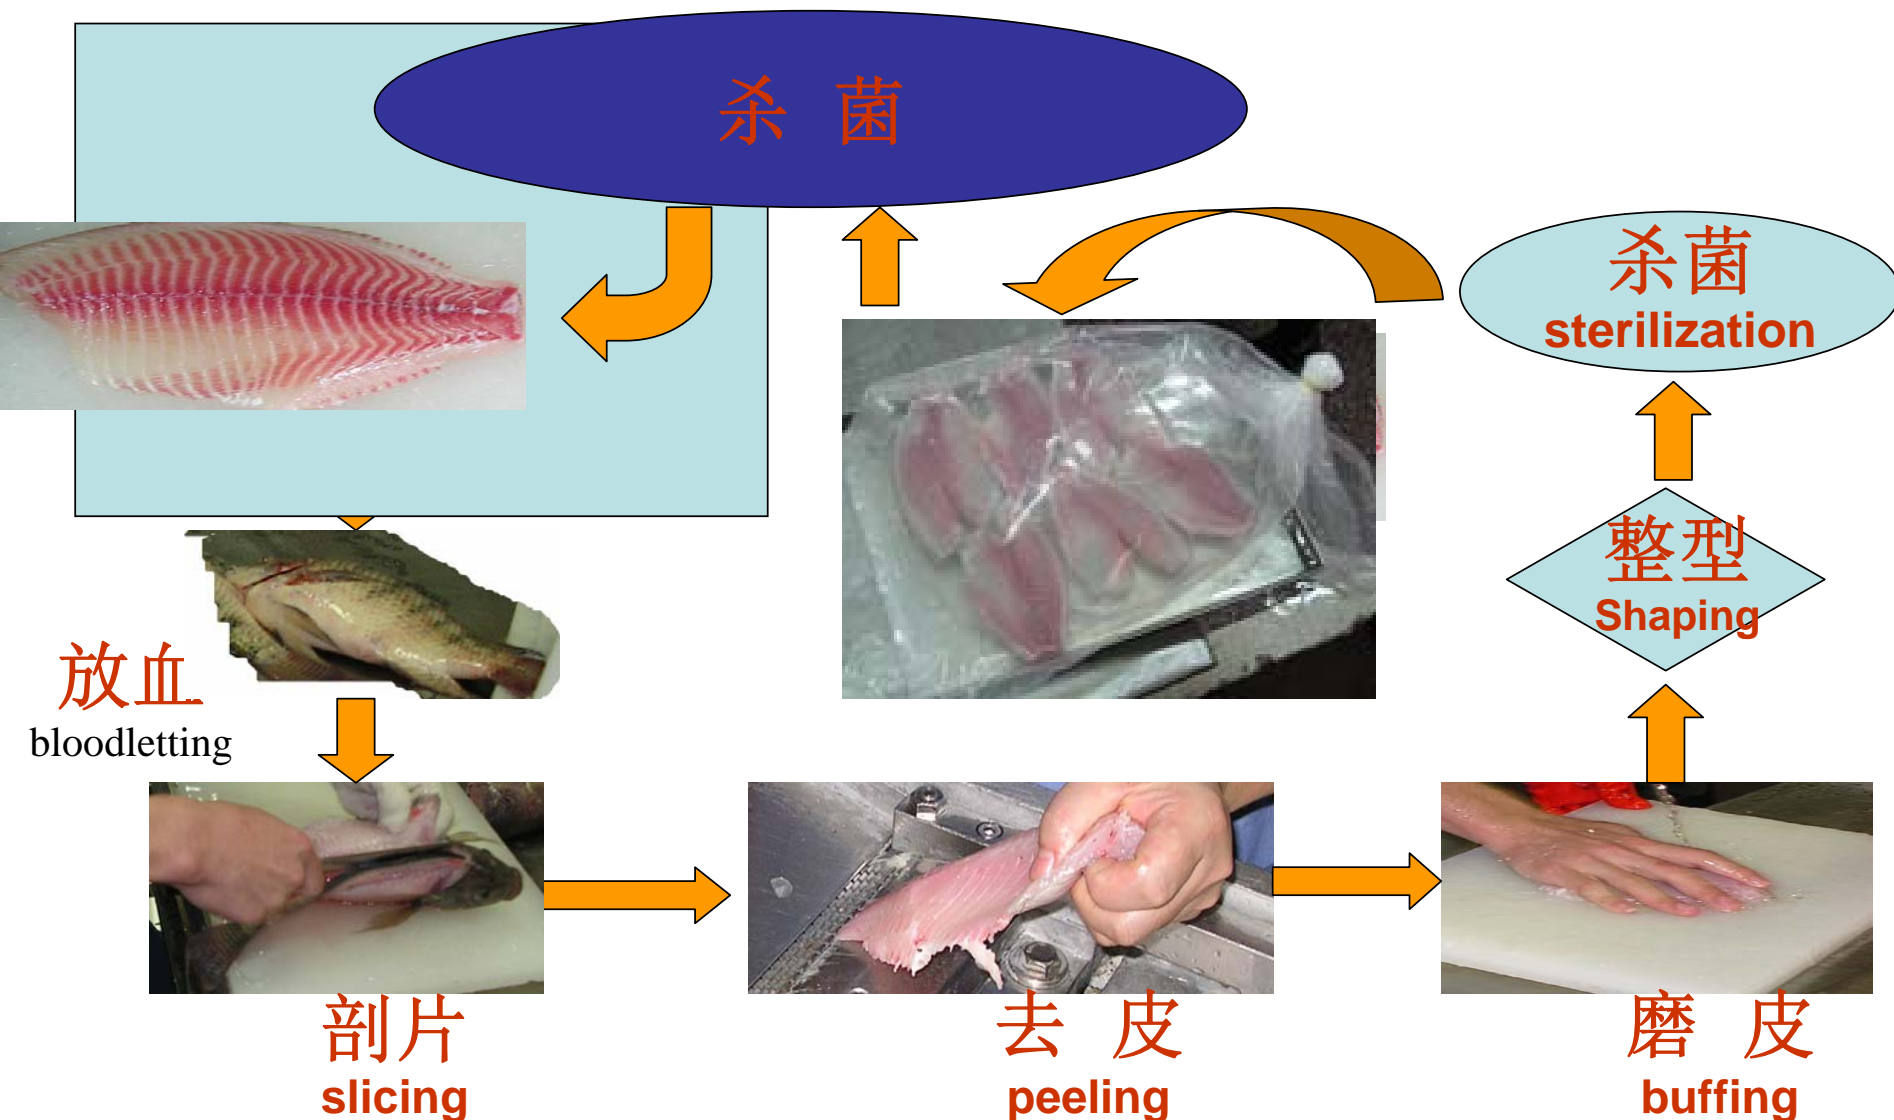 杀 菌
杀菌
sterilization
整型
Shaping
放血
bloodletting
剖片
slicing
去 皮
peeling
磨 皮
buffing